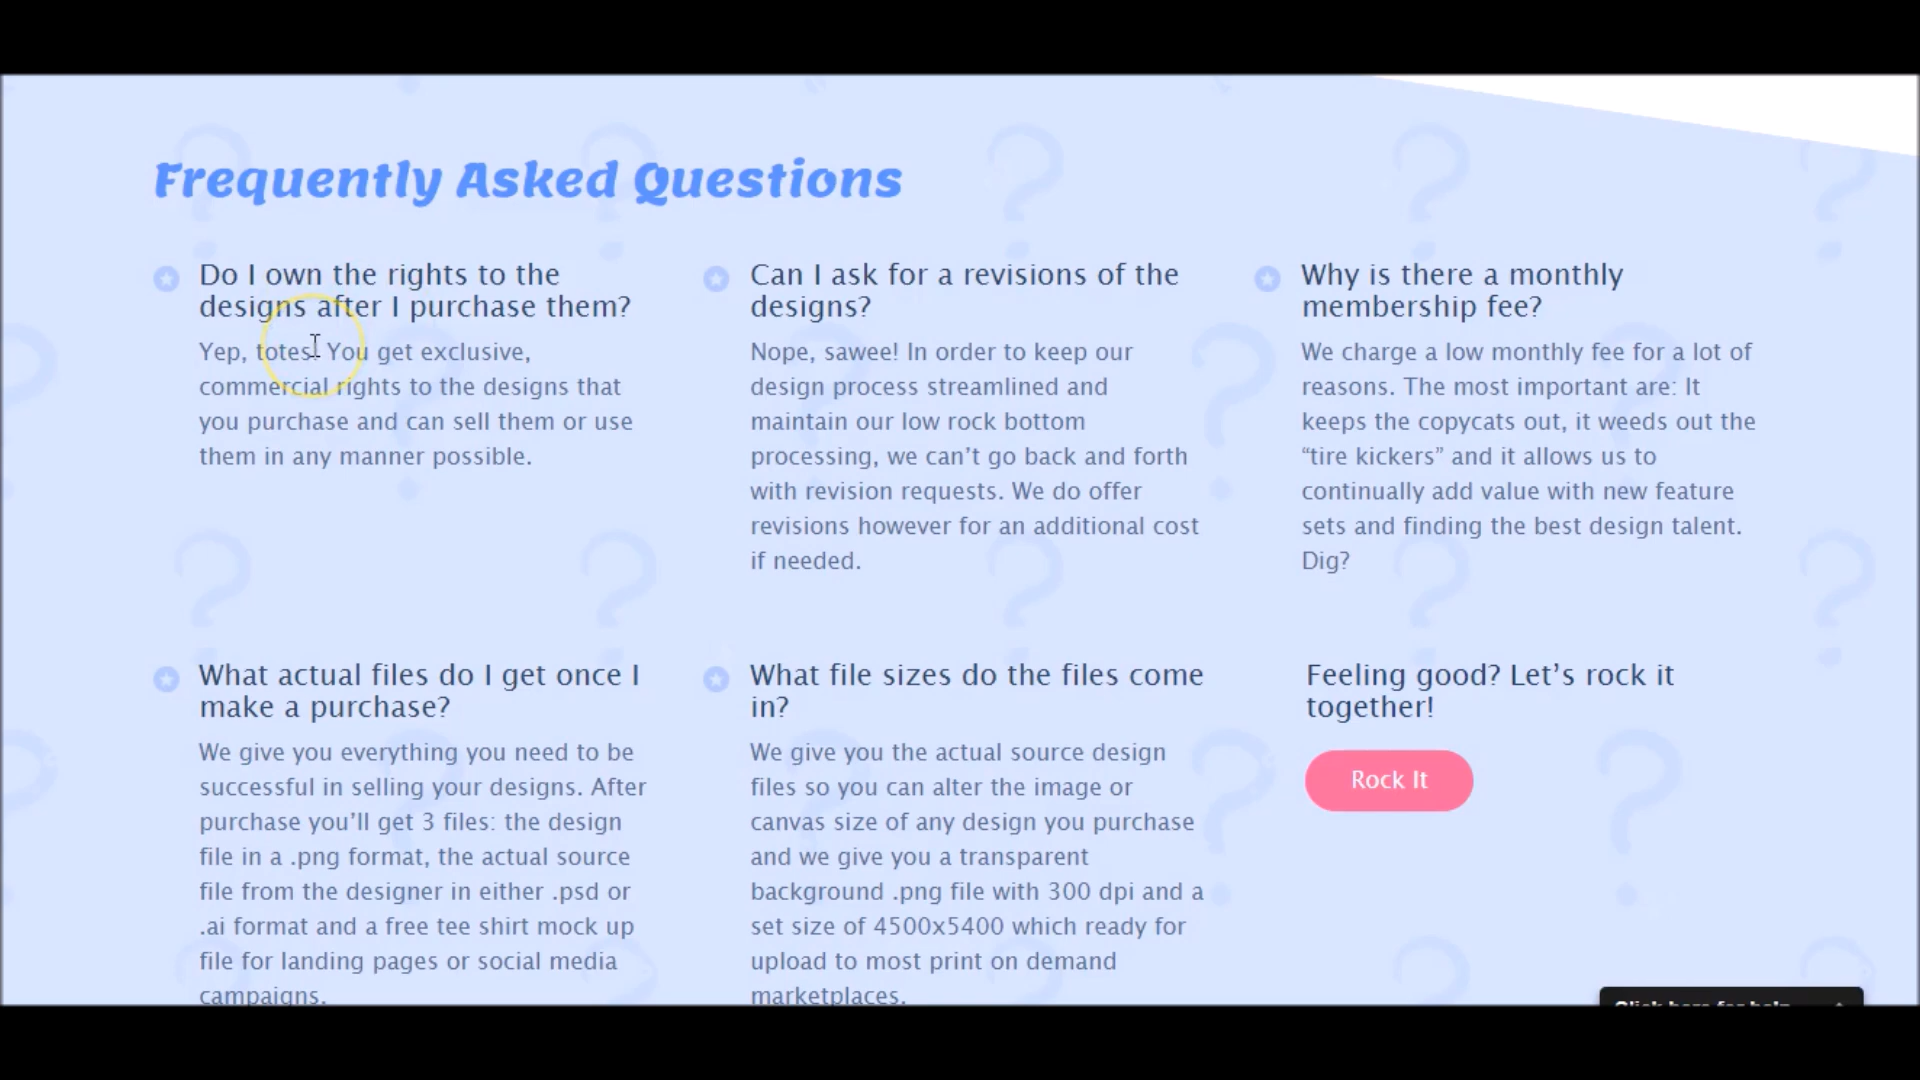 Frequently Asked Questions
Do I own the rights to the
designs after I purchase them?
Yep, totes! You get exclusive,
commercial rights to the designs that
you purchase and can sell them or use
them in any manner possible.
Can I ask for a revisions of the
designs?
Nope, sawee! In order to keep our
design process streamlined and
maintain our low rock bottom
processing, we can’t go back and forth
with revision requests. We do offer
revisions however for an additional cost
if needed.
Why is there a monthly
membership fee?
We charge a low monthly fee for a lot of
reasons. The most important are: It
keeps the copycats out, it weeds out the
“tire kickers” and it allows us to
continually add value with new feature
sets and finding the best design talent.
Dig?
What actual files do I get once I
make a purchase?
We give you everything you need to be
successful in selling your designs. After
purchase you’ll get 3 files: the design
file in a .png format, the actual source
file from the designer in either .psd or
.ai format and a free tee shirt mock up
file for landing pages or social media
campaigns.
What file sizes do the files come
in?
We give you the actual source design
files so you can alter the image or
canvas size of any design you purchase
and we give you a transparent
background .png file with 300 dpi and a
set size of 4500x5400 which ready for
upload to most print on demand
marketplaces.
Feeling good? Let’s rock it
together!
Rock It
Click here for help